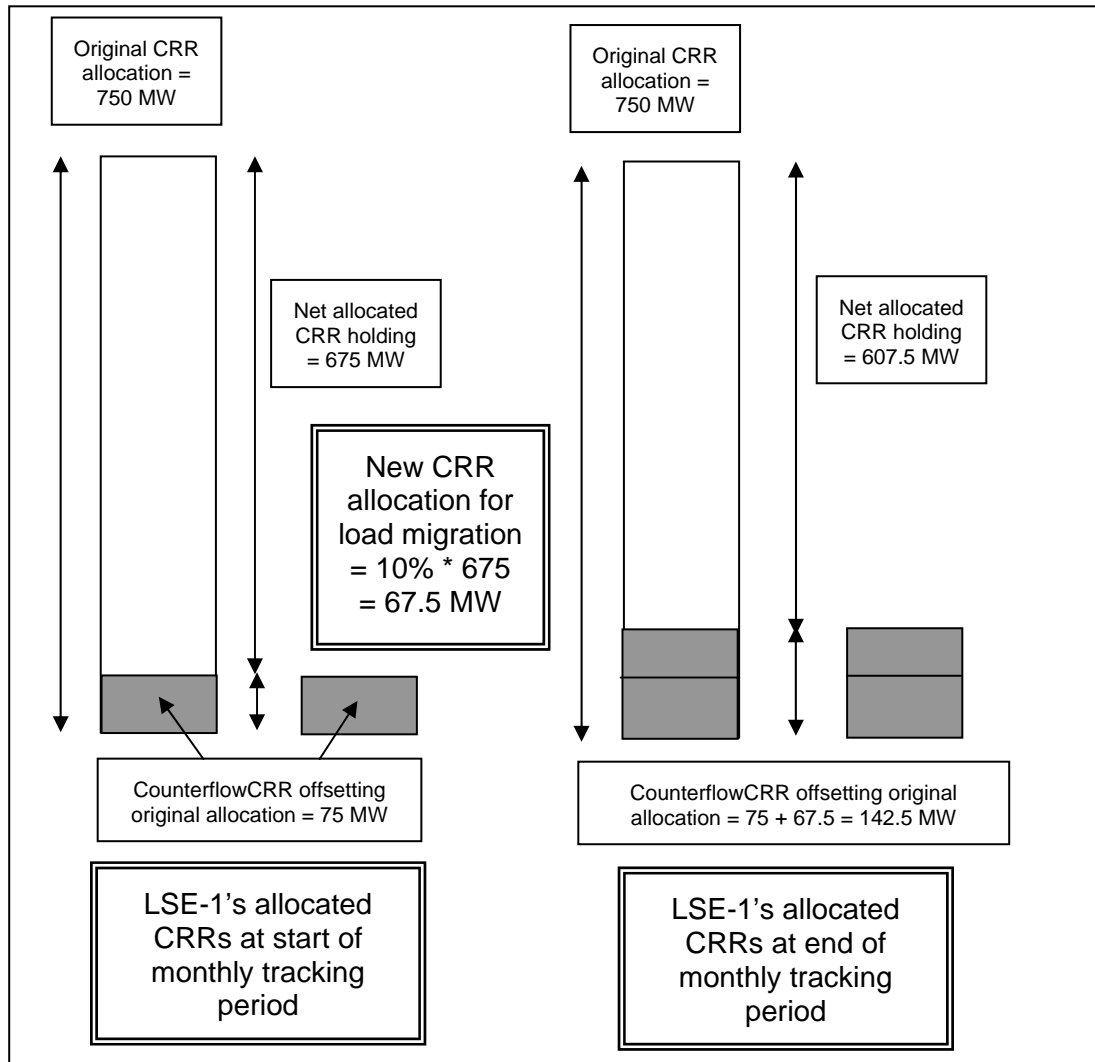 Original CRR
allocation =
750 MW
Original CRR
allocation =
750 MW
Net allocated
CRR holding
= 675 MW
Net allocated
CRR holding
= 607.5 MW
New CRR
allocation for
load migration
= 10% * 675
= 67.5 MW
CounterflowCRR offsetting
original allocation = 75 MW
CounterflowCRR offsetting original
allocation = 75 + 67.5 = 142.5 MW
LSE-1’s allocated
CRRs at start of
monthly tracking
period
LSE-1’s allocated
CRRs at end of
monthly tracking
period